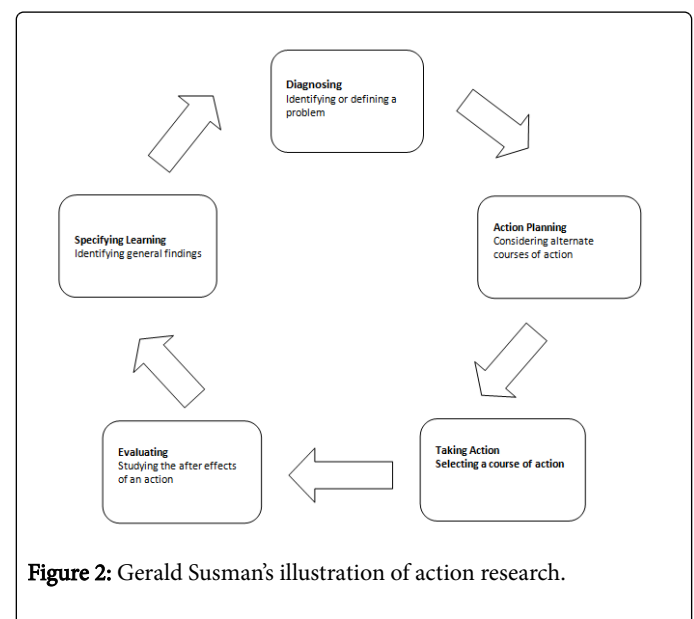 Diagnosing
Identifying or defining a
problem
Action Planning
Considering alternate
courses of action
Taking Action
Selecting a course of action
Evaluating
Studying the after effects
of an action
Specifying Learning
Identifying general findings
Figure 2: Gerald Susman’s illustration of action research.